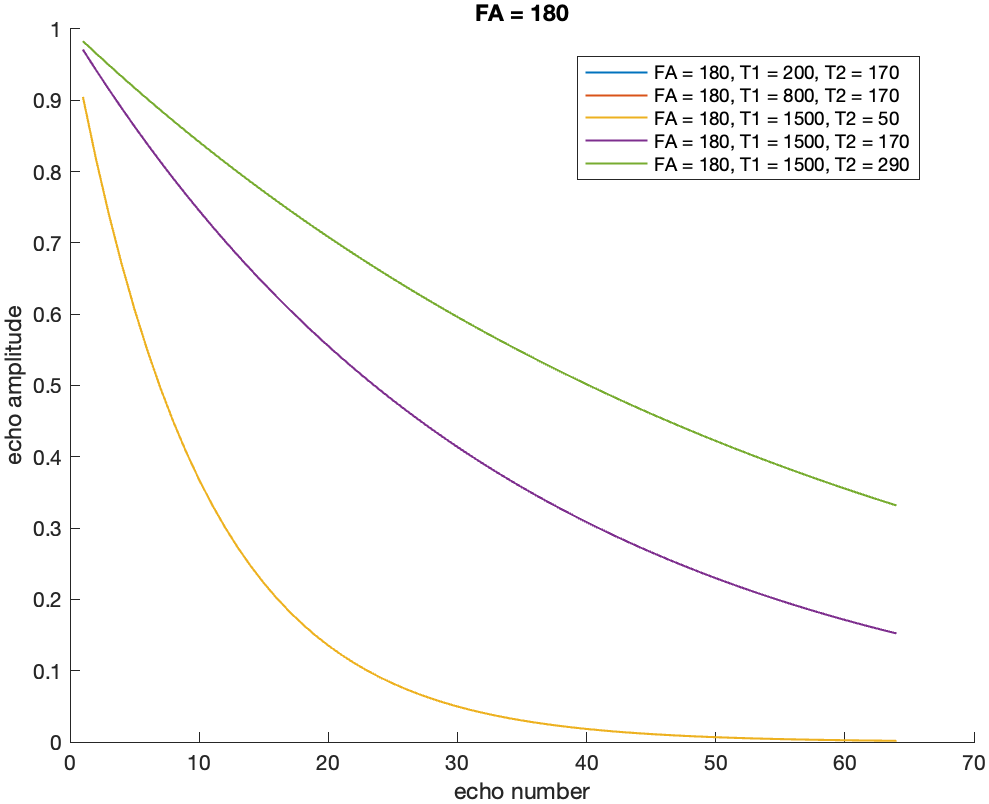 FA = 180
FA = 180, T1 = 200, T2 = 170
FA = 180, T1 = 800, T2 = 170
FA = 180, T1 = 1500, T2 = 50
FA = 180, T1 = 1500, T2 = 170
FA = 180, T1 = 1500, T2 = 290
1
0.9
0.8
0.7
0.6
0.5
0.4
0.3
0.2
0.1
0
echo amplitude
0 10 20 30 40 50 60 70
echo number